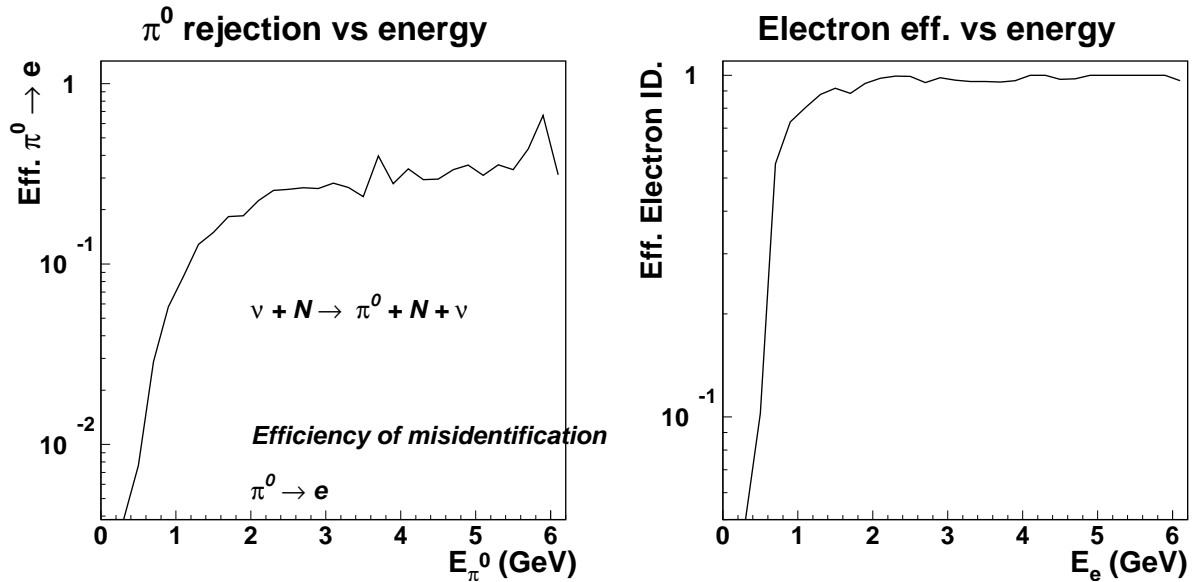 π⁰ rejection vs energy
Eff. π⁰ → e
1
10⁻¹
10⁻²
ν + N → π⁰ + N + ν
Efficiency of misidentification
π⁰ → e
0 1 2 3 4 5 6
E_π⁰ (GeV)
Electron eff. vs energy
Eff. Electron ID.
1
10⁻¹
0 1 2 3 4 5 6
E_e (GeV)